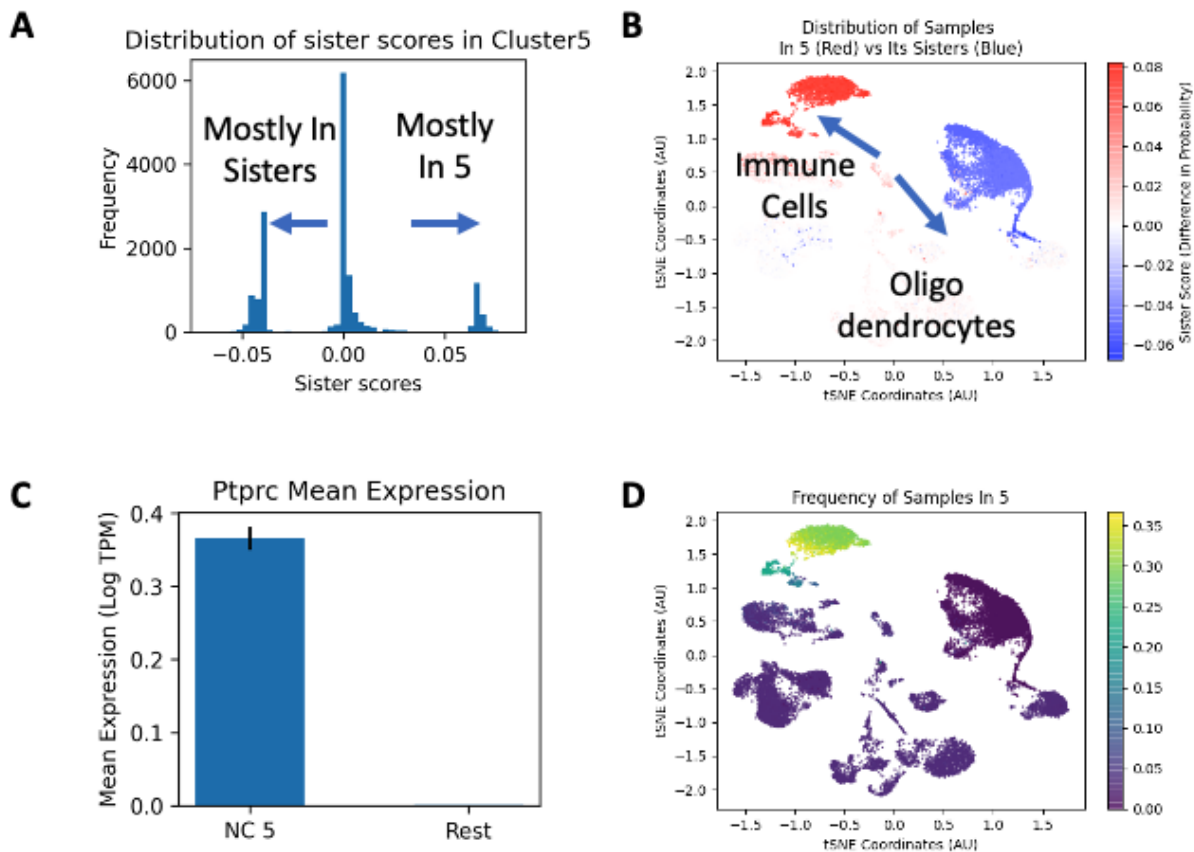 A
Distribution of sister scores in Cluster5
6000
4000
2000
0
Frequency
Mostly In
Sisters
Mostly
In 5
−0.05
0.00
0.05
Sister scores
B
Distribution of Samples
In 5 (Red) vs Its Sisters (Blue)
2.0
1.5
1.0
0.5
0.0
−0.5
−1.0
−1.5
−2.0
tSNE Coordinates (AU)
Immune
Cells
Oligo
dendrocytes
−1.5
−1.0
−0.5
0.0
0.5
1.0
1.5
tSNE Coordinates (AU)
0.08
0.06
0.04
0.02
0.00
−0.02
−0.04
−0.06
Sister Score (Difference in Probability)
C
Ptprc Mean Expression
0.4
0.3
0.2
0.1
0.0
Mean Expression (Log TPM)
NC 5
Rest
D
Frequency of Samples In 5
2.0
1.5
1.0
0.5
0.0
−0.5
−1.0
−1.5
−2.0
tSNE Coordinates (AU)
−1.5
−1.0
−0.5
0.0
0.5
1.0
1.5
tSNE Coordinates (AU)
0.35
0.30
0.25
0.20
0.15
0.10
0.05
0.00